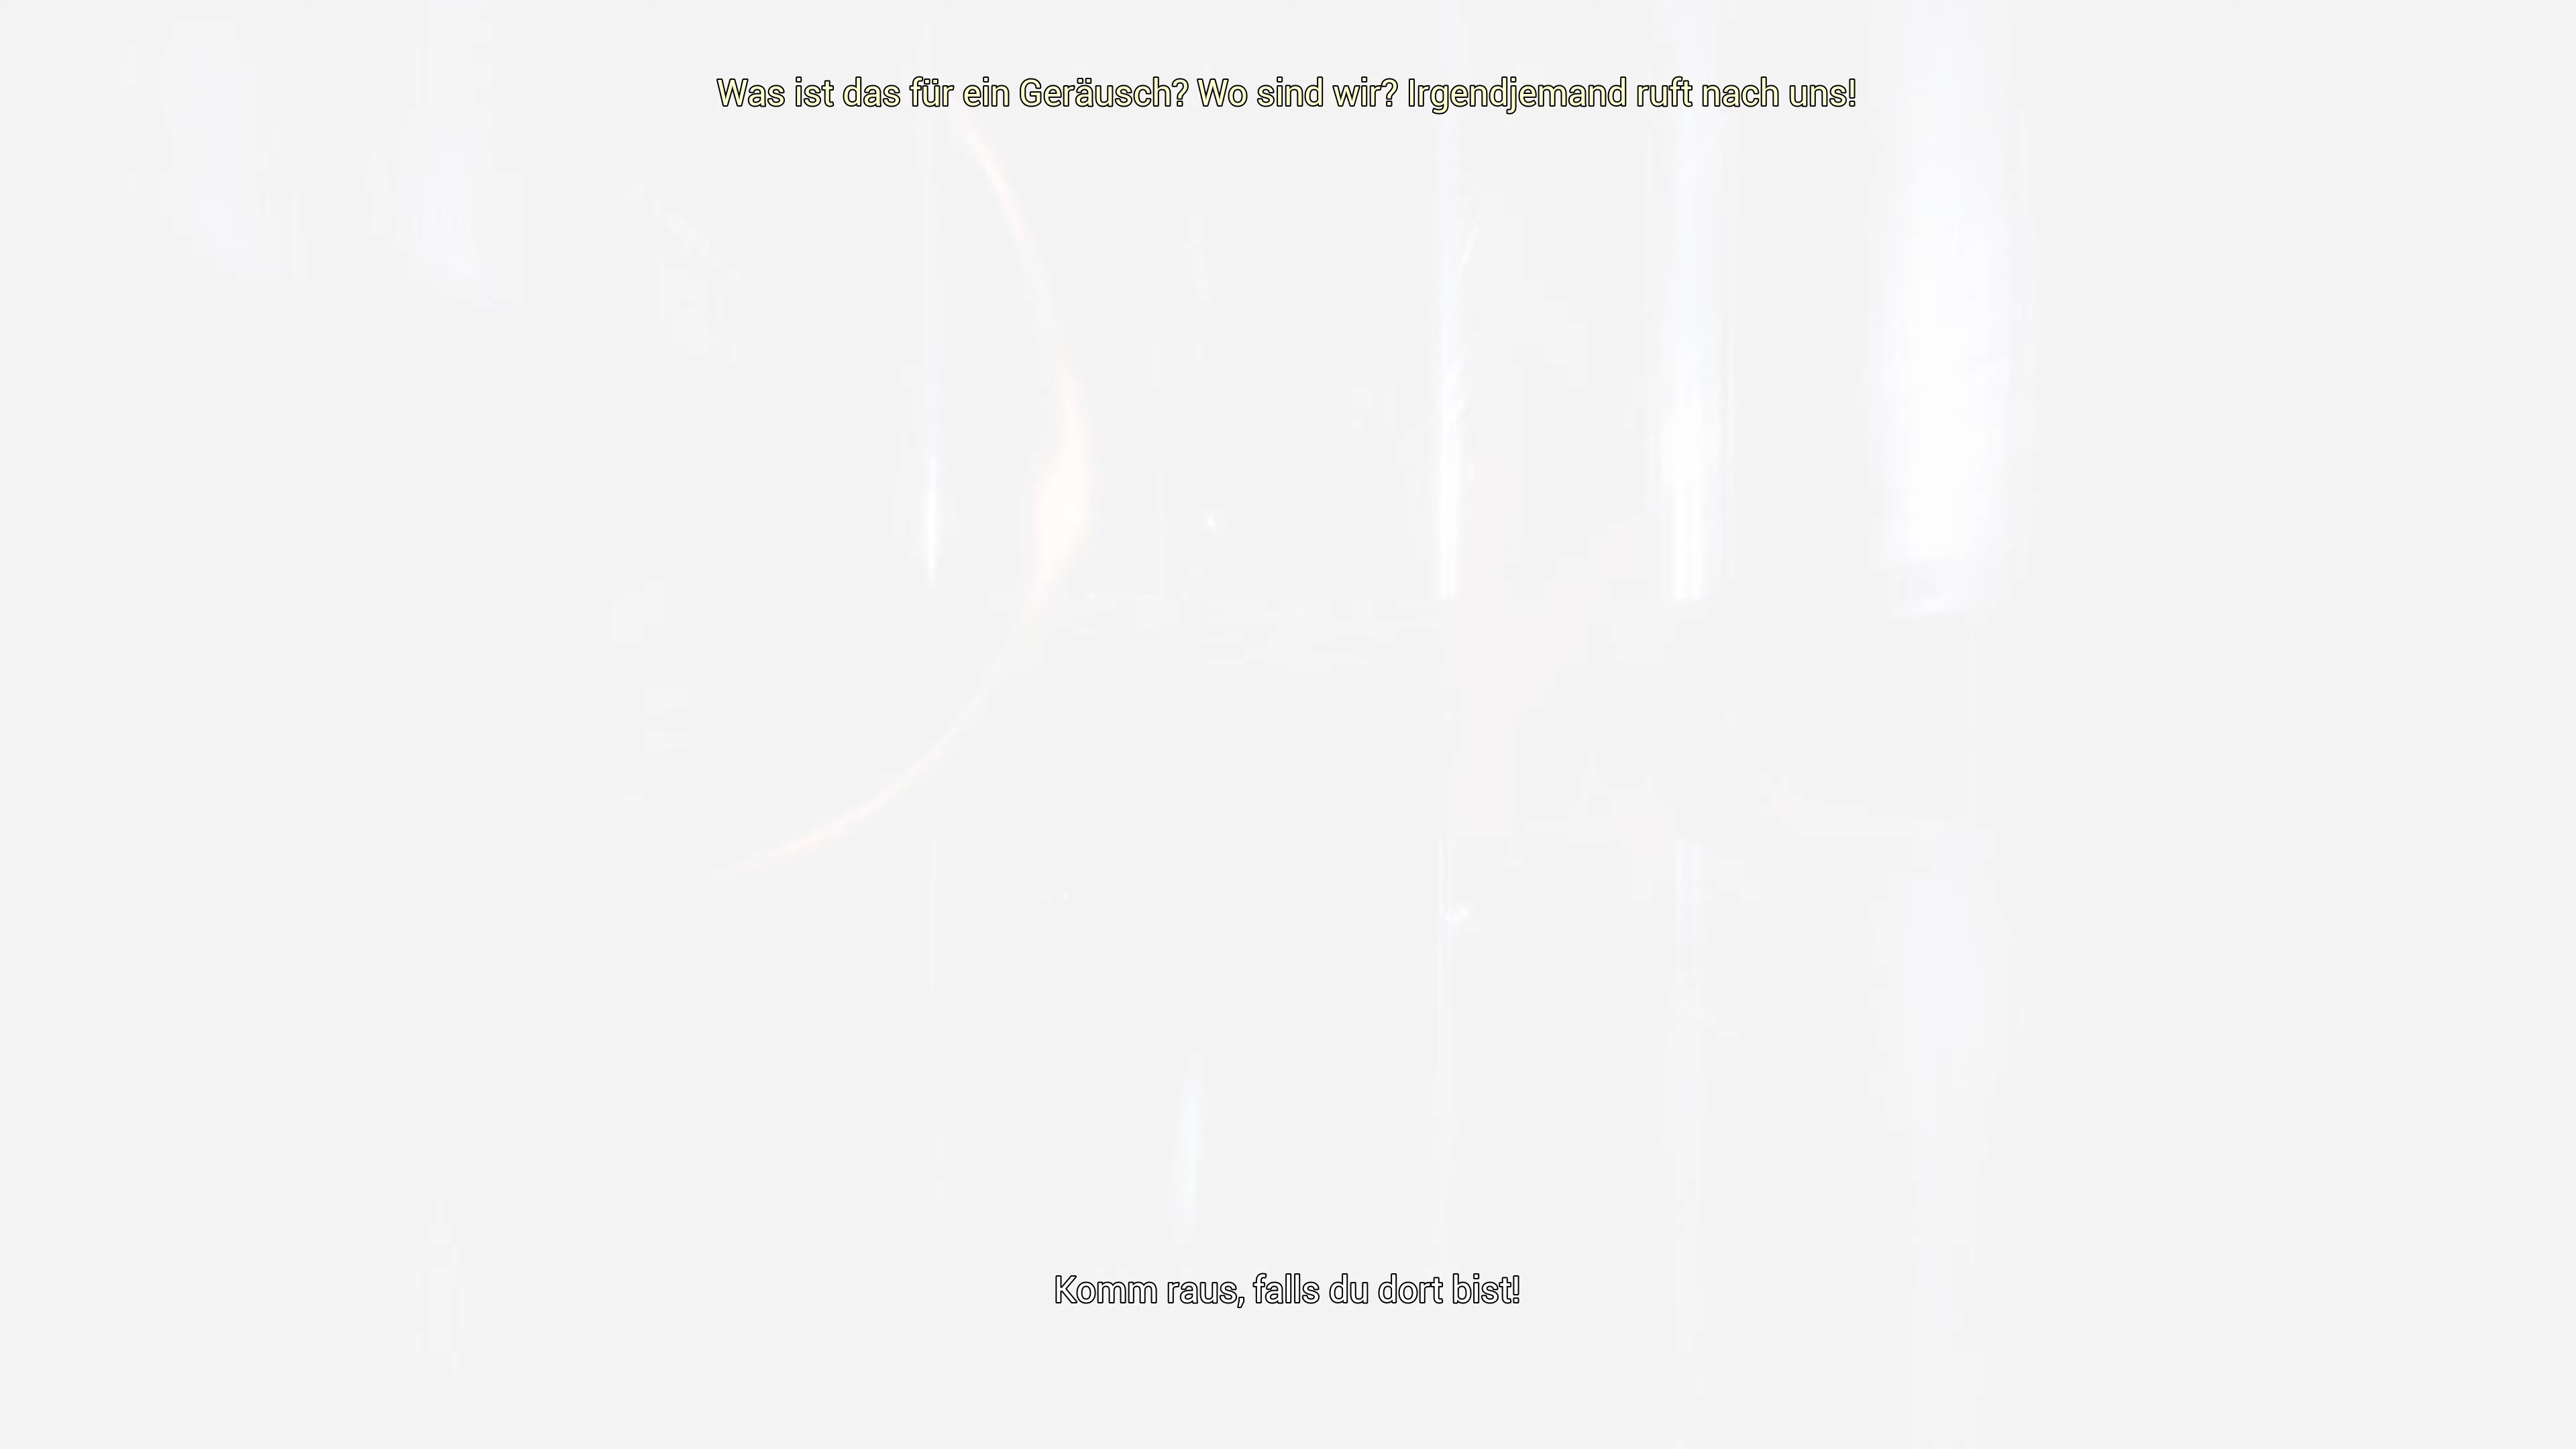 Was ist das für ein Geräusch? Wo sind wir? Irgendjemand ruft nach uns!
Komm raus, falls du dort bist!